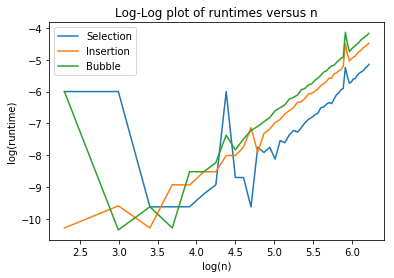 Log-Log plot of runtimes versus n
Selection
Insertion
Bubble
log(runtime)
−4
−5
−6
−7
−8
−9
−10
2.5 3.0 3.5 4.0 4.5 5.0 5.5 6.0
log(n)